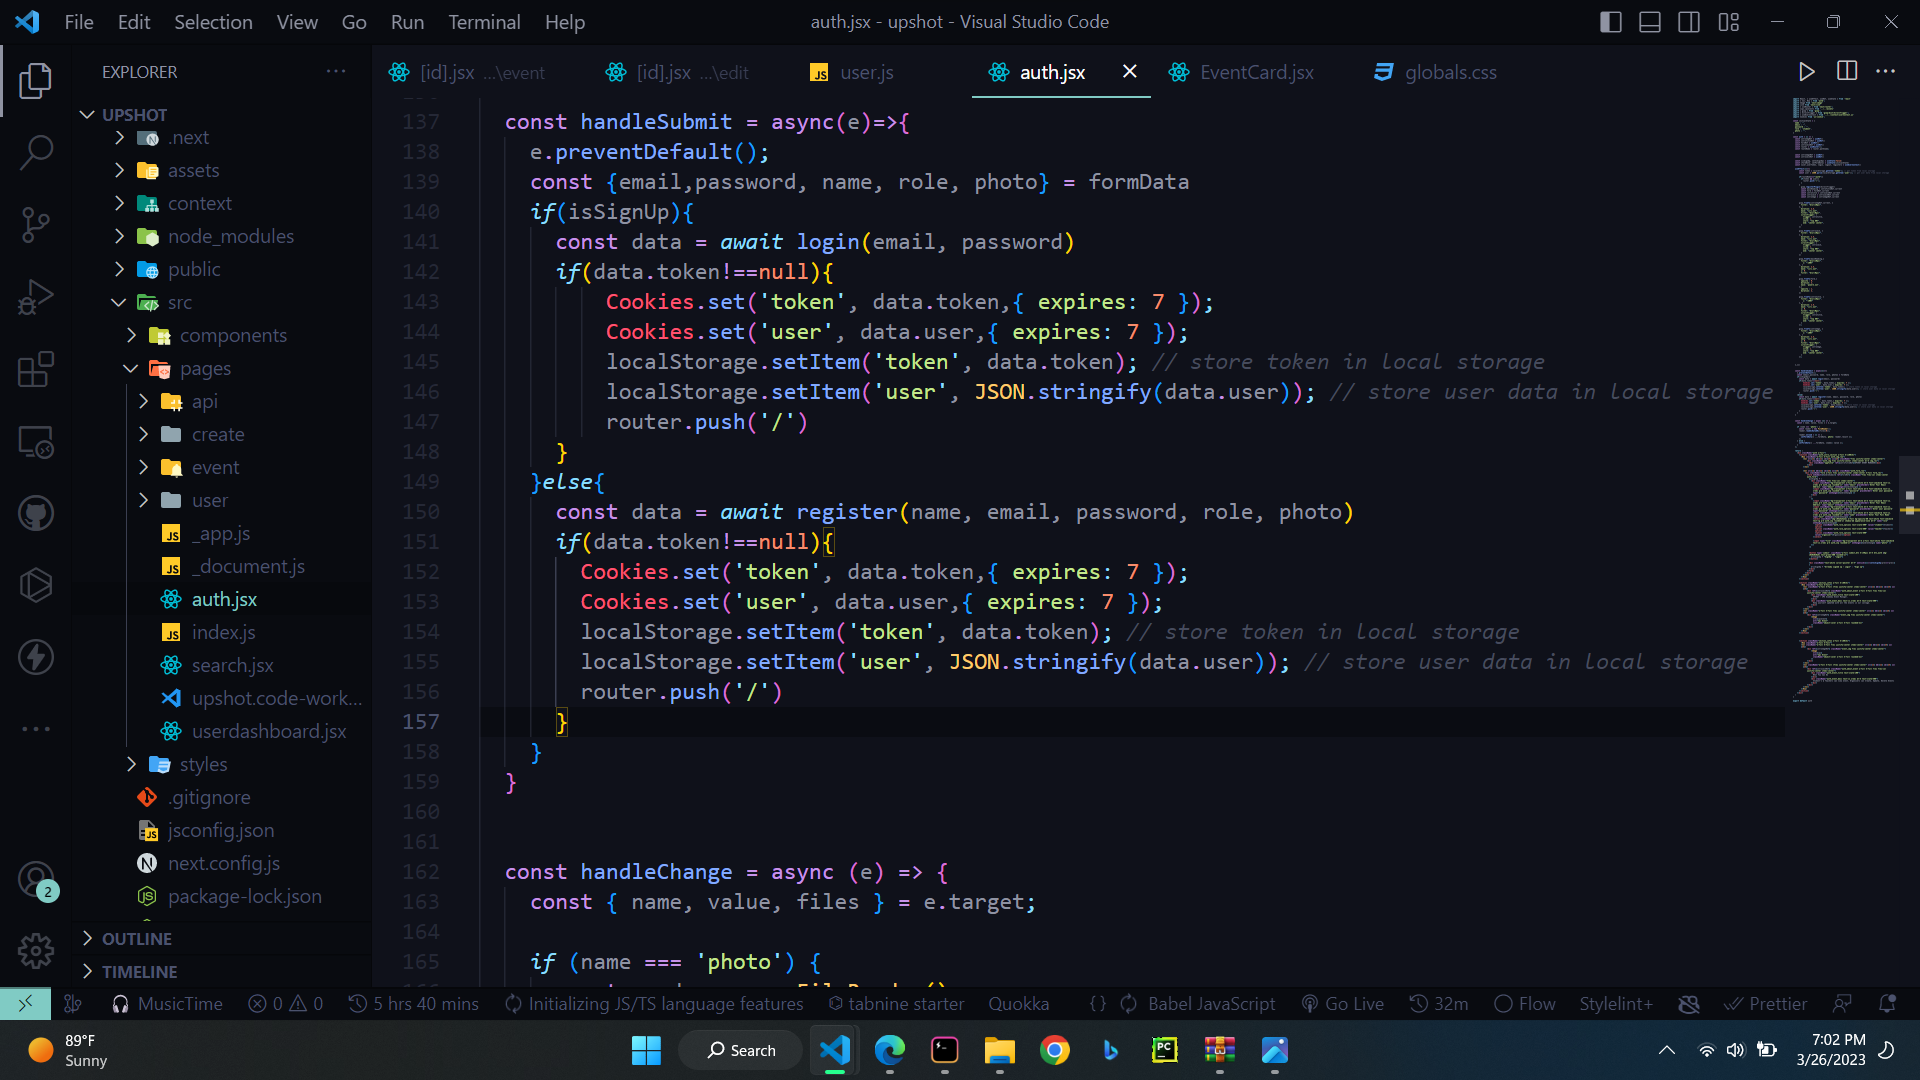 File Edit Selection View Go Run Terminal Help
auth.jsx - upshot - Visual Studio Code
EXPLORER
[id].jsx ...\event
[id].jsx ...\edit
JS user.js
auth.jsx
EventCard.jsx
globals.css
UPSHOT
.next
assets
context
node_modules
public
src
components
pages
api
create
event
user
JS _app.js
JS _document.js
auth.jsx
JS index.js
search.jsx
upshot.code-work...
userdashboard.jsx
styles
.gitignore
jsconfig.json
next.config.js
package-lock.json
2
OUTLINE
TIMELINE
137 const handleSubmit = async(e)=>{
138 e.preventDefault();
139 const {email,password, name, role, photo} = formData
140 if(isSignUp){
141 const data = await login(email, password)
142 if(data.token!==null){
143 Cookies.set('token', data.token,{ expires: 7 });
144 Cookies.set('user', data.user,{ expires: 7 });
145 localStorage.setItem('token', data.token); // store token in local storage
146 localStorage.setItem('user', JSON.stringify(data.user)); // store user data in local storage
147 router.push('/')
148 }
149 }else{
150 const data = await register(name, email, password, role, photo)
151 if(data.token!==null){
152 Cookies.set('token', data.token,{ expires: 7 });
153 Cookies.set('user', data.user,{ expires: 7 });
154 localStorage.setItem('token', data.token); // store token in local storage
155 localStorage.setItem('user', JSON.stringify(data.user)); // store user data in local storage
156 router.push('/')
157 }
158 }
159 }
160
161
162 const handleChange = async (e) => {
163 const { name, value, files } = e.target;
164
165 if (name === 'photo') {
MusicTime 0 0 5 hrs 40 mins Initializing JS/TS language features tabnine starter Quokka {} Babel JavaScript Go Live 32m Flow Stylelint+ Prettier
89°F
Sunny
Search
PC
7:02 PM
3/26/2023